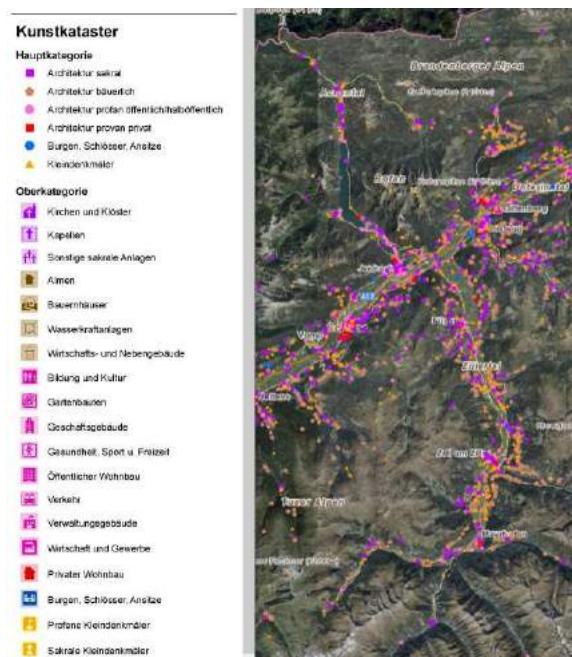 Kunstkataster
Hauptkategorie
Architektur sakral
Architektur bäuerlich
Architektur profan öffentlich/halböffentlich
Architektur provan privat
Burgen, Schlösser, Ansitze
Kleindenkmäler
Oberkategorie
Kirchen und Klöster
Kapellen
Sonstige sakrale Anlagen
Almen
Bauernhäuser
Wasserkraftanlagen
Wirtschafts- und Nebengebäude
Bildung und Kultur
Gartenbauten
Geschäftsgebäude
Gesundheit, Sport u. Freizeit
Öffentlicher Wohnbau
Verkehr
Verwaltungsgebäude
Wirtschaft und Gewerbe
Privater Wohnbau
Burgen, Schlösser, Ansitze
Profane Kleindenkmäler
Sakrale Kleindenkmäler
Brandenberger Alpen
Achental
Zillertal
Tuxer Alpen